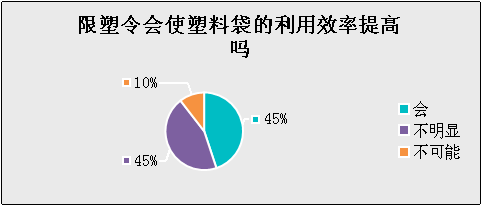 限塑令会使塑料袋的利用效率提高
吗
10%
45%
45%
会
不明显
不可能